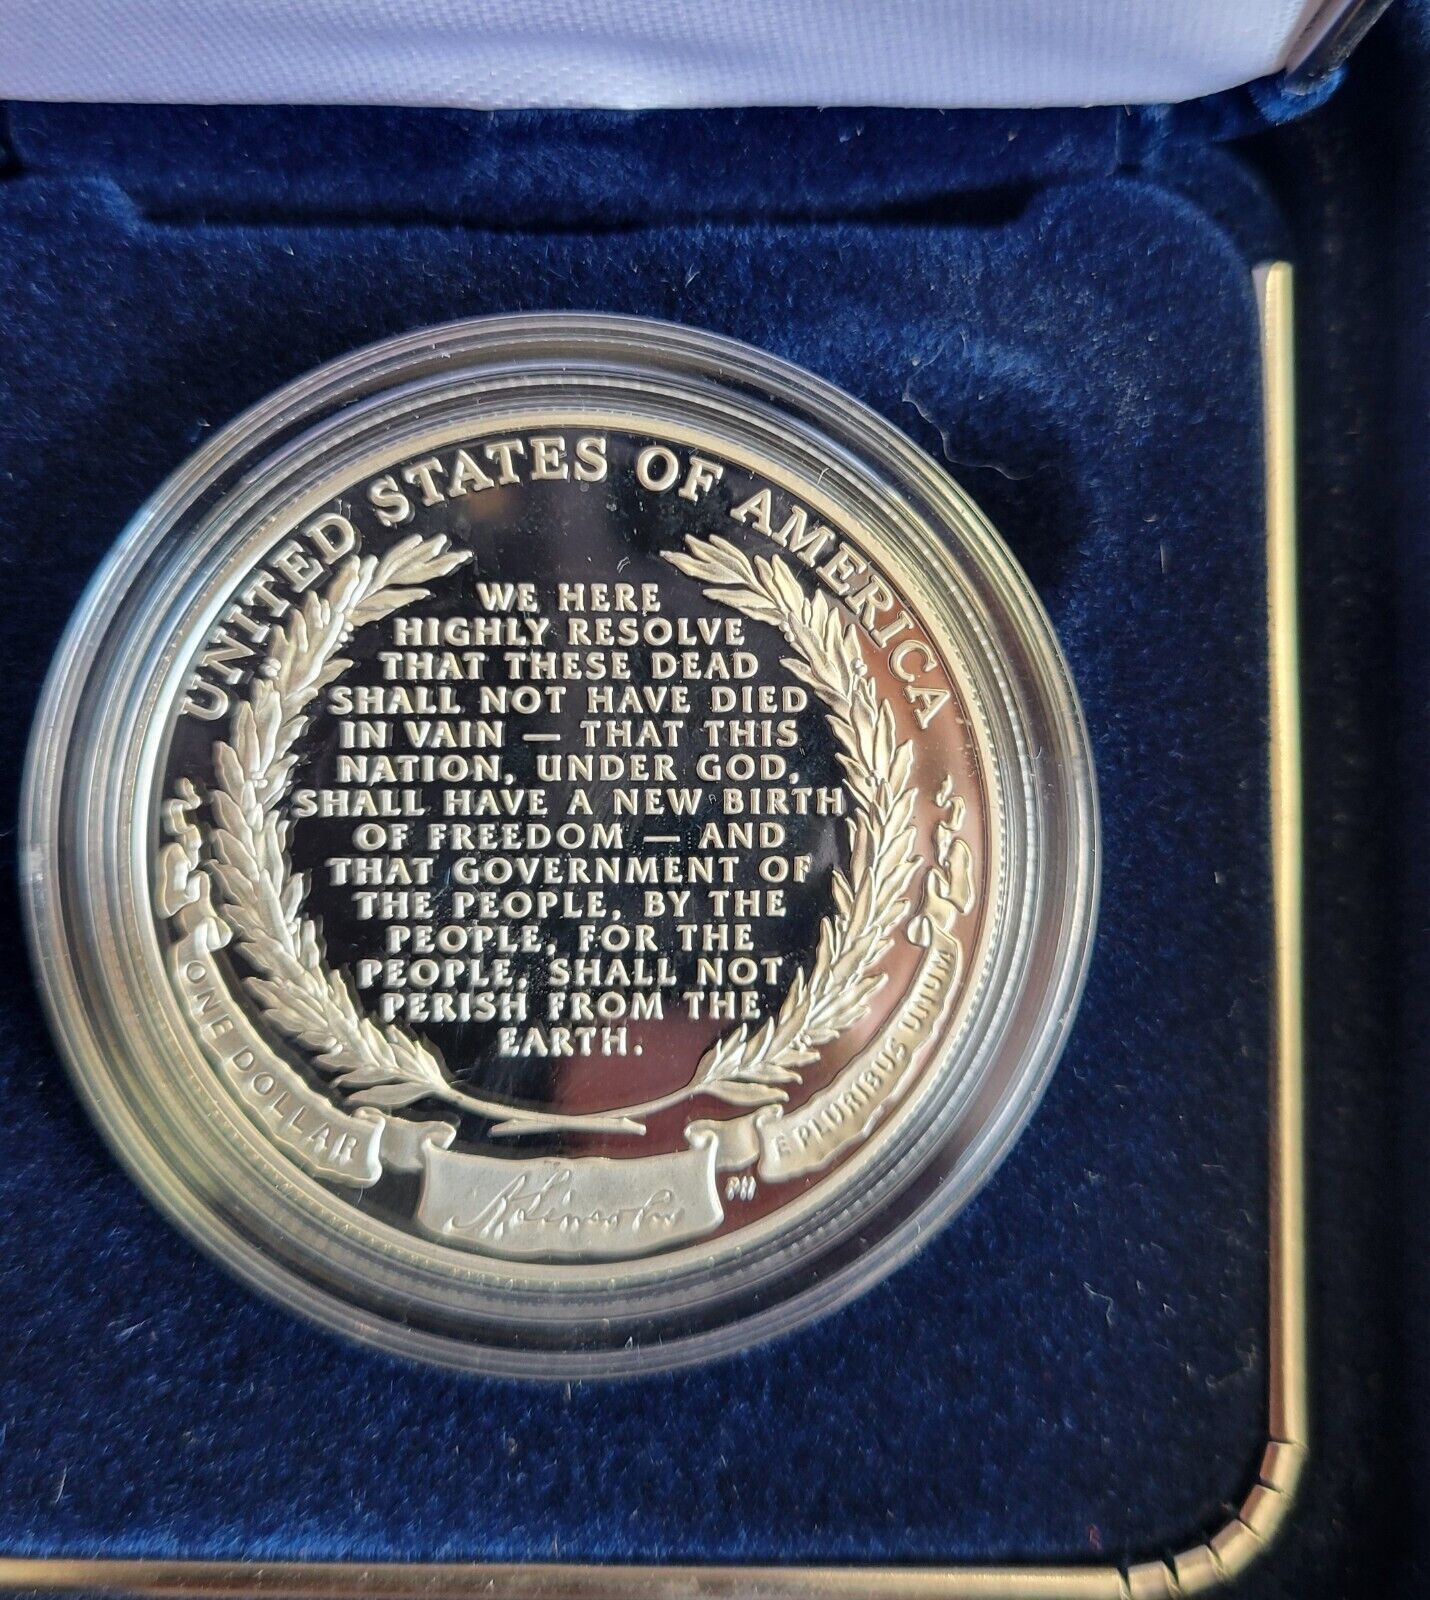 UNITED STATES OF AMERICA
WE HERE
HIGHLY RESOLVE
THAT THESE DEAD
SHALL NOT HAVE DIED
IN VAIN — THAT THIS
NATION, UNDER GOD,
SHALL HAVE A NEW BIRTH
OF FREEDOM — AND
THAT GOVERNMENT OF
THE PEOPLE, BY THE
PEOPLE, FOR THE
PEOPLE, SHALL NOT
PERISH FROM THE
EARTH.
ONE DOLLAR
E PLURIBUS UNUM
A. Lincoln
PH